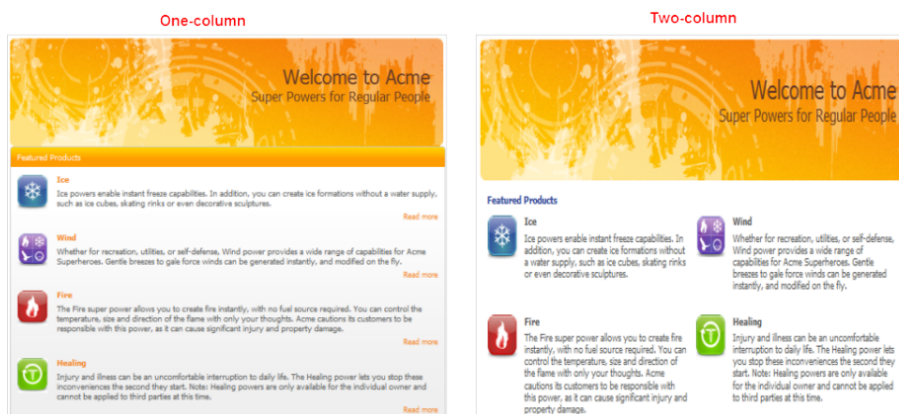 One-column
Welcome to Acme
Super Powers for Regular People
Featured Products
Ice
Ice powers enable instant freeze capabilities. In addition, you can create ice formations without a water supply,
such as ice cubes, skating rinks or even decorative sculptures.
Read more
Wind
Whether for recreation, utilities, or self-defense, Wind power provides a wide range of capabilities for Acme
Superheroes. Gentle breezes to gale force winds can be generated instantly, and modified on the fly.
Read more
Fire
The Fire super power allows you to create fire instantly, with no fuel source required. You can control the
temperature, size and direction of the flame with only your thoughts. Acme cautions its customers to be
responsible with this power, as it can cause significant injury and property damage.
Read more
Healing
Injury and illness can be an uncomfortable interruption to daily life. The Healing power lets you stop these
inconveniences the second they start. Note: Healing powers are only available for the individual owner and
cannot be applied to third parties at this time.
Read more
Two-column
Welcome to Acme
Super Powers for Regular People
Featured Products
Ice
Ice powers enable instant freeze capabilities. In
addition, you can create ice formations without
a water supply, such as ice cubes, skating rinks
or even decorative sculptures.
Wind
Whether for recreation, utilities, or self-defense,
Wind power provides a wide range of
capabilities for Acme Superheroes. Gentle
breezes to gale force winds can be generated
instantly, and modified on the fly.
Fire
The Fire super power allows you to create fire
instantly, with no fuel source required. You can
control the temperature, size and direction of
the flame with only your thoughts. Acme
cautions its customers to be responsible with
this power, as it can cause significant injury and
property damage.
Healing
Injury and illness can be an uncomfortable
interruption to daily life. The Healing power lets
you stop these inconveniences the second they
start. Note: Healing powers are only available
for the individual owner and cannot be applied
to third parties at this time.